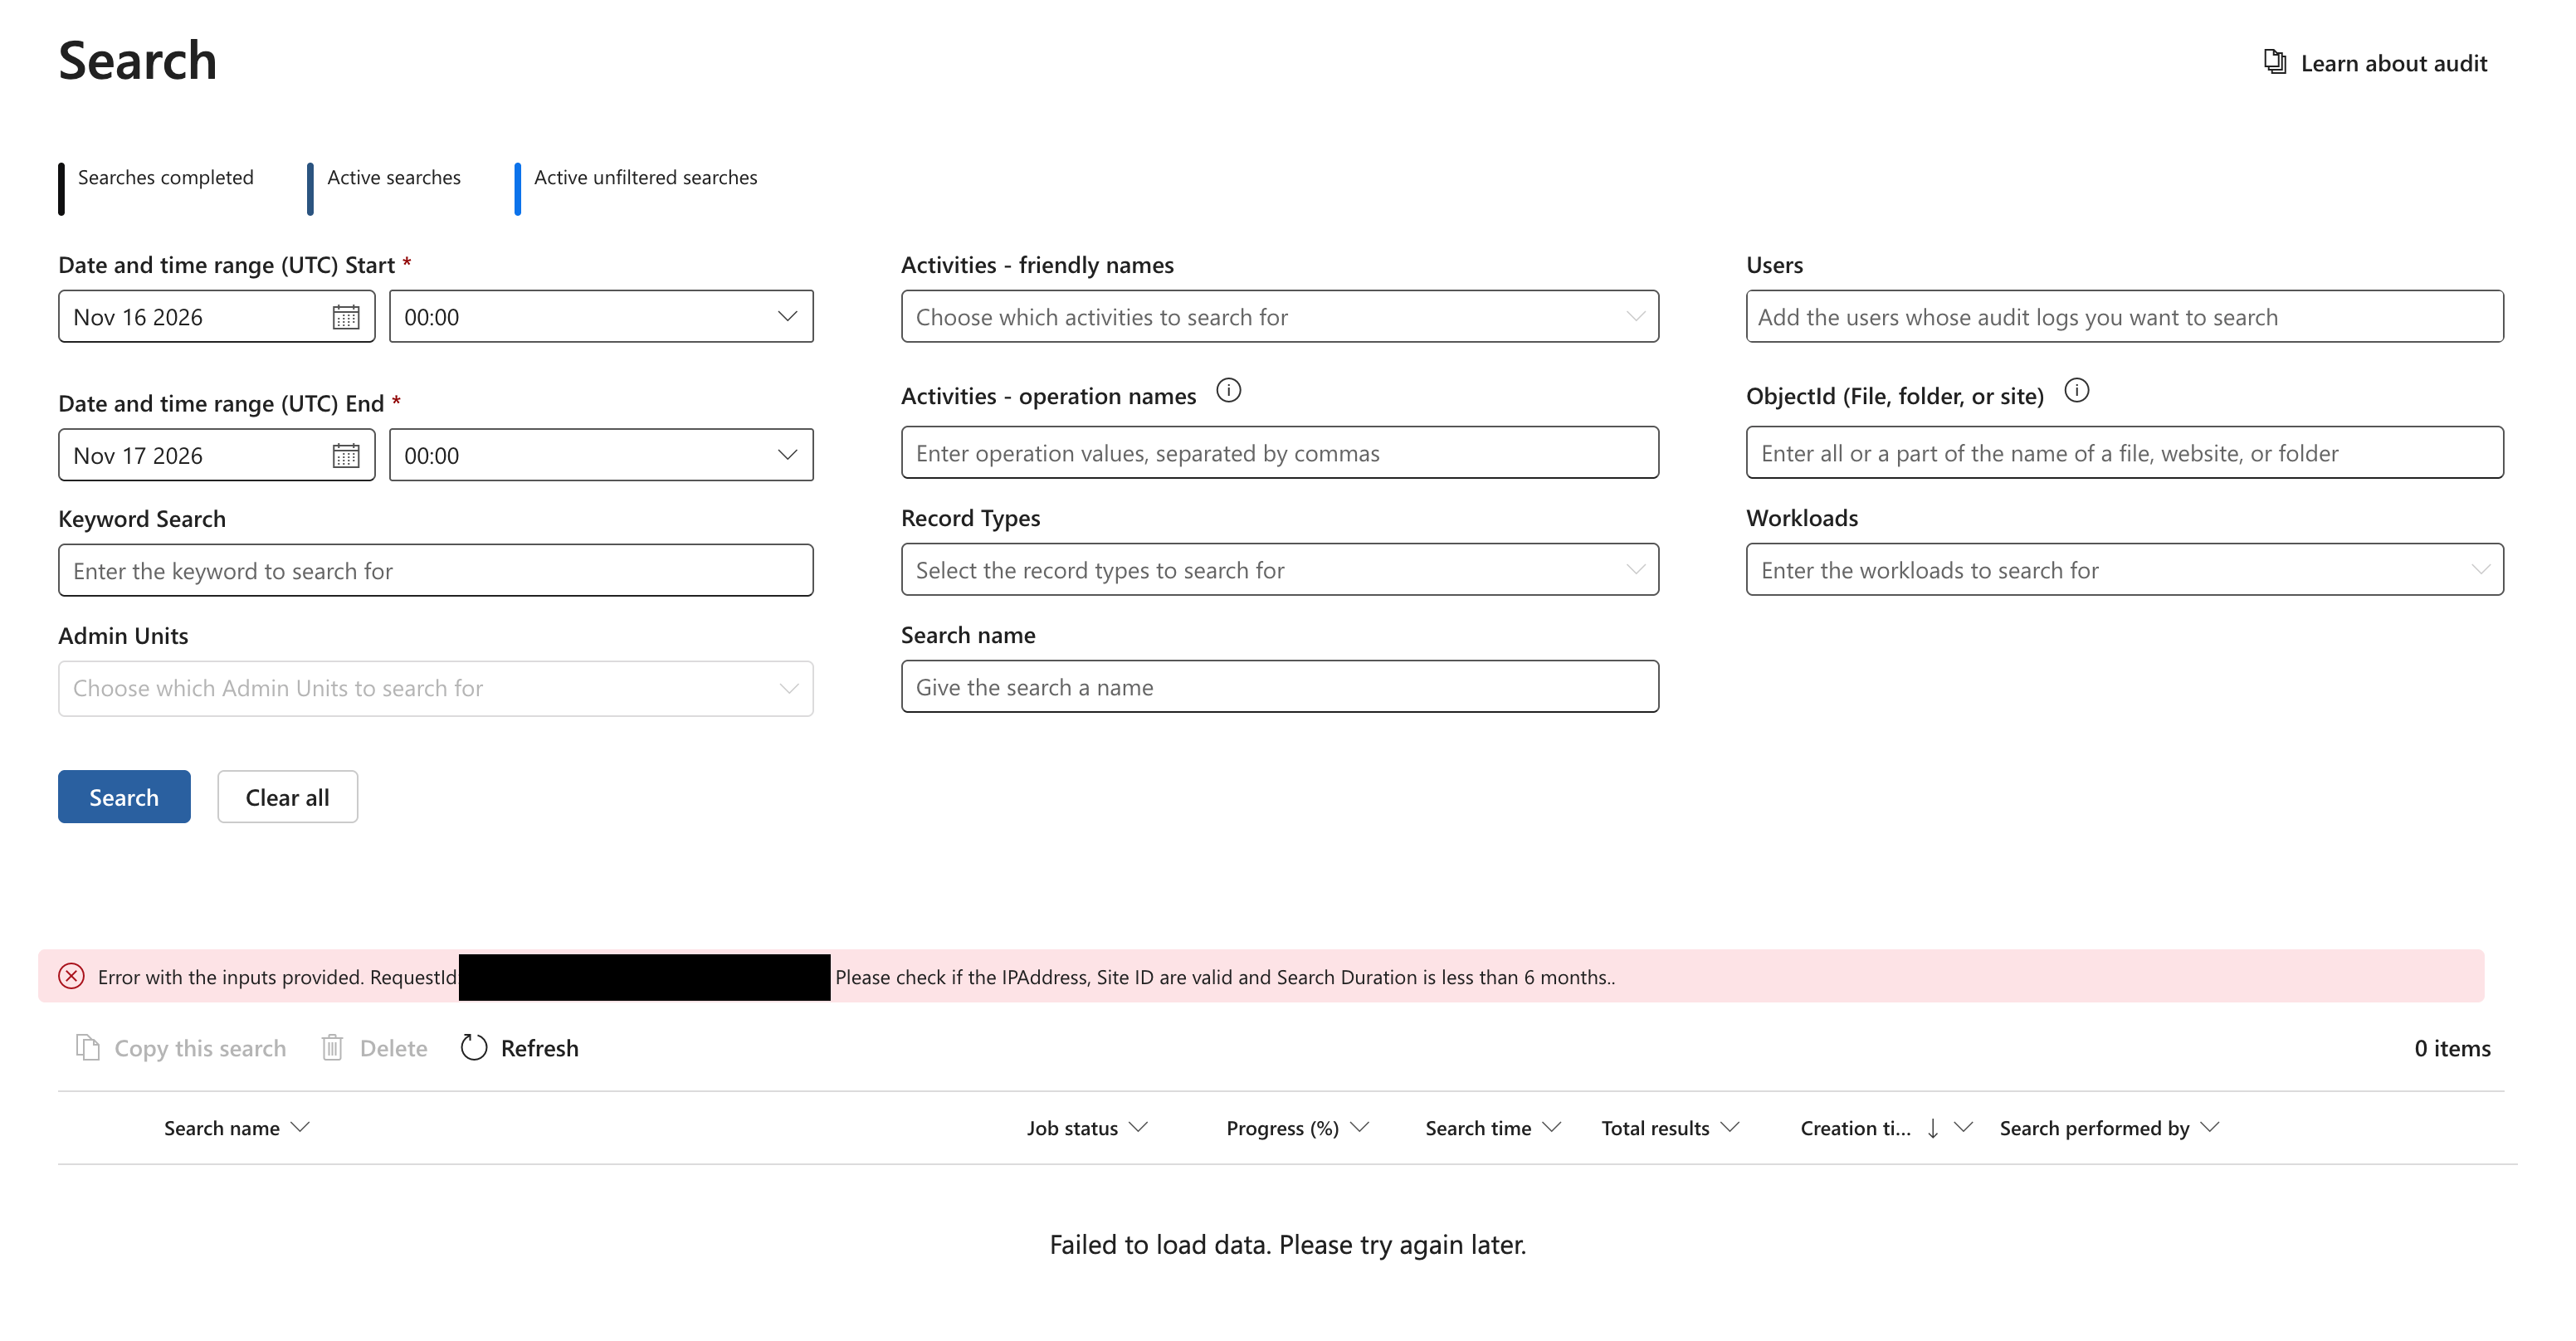 Search
Learn about audit
Searches completed
Active searches
Active unfiltered searches
Date and time range (UTC) Start *
Nov 16 2026
00:00
Date and time range (UTC) End *
Nov 17 2026
00:00
Keyword Search
Enter the keyword to search for
Admin Units
Choose which Admin Units to search for
Activities - friendly names
Choose which activities to search for
Activities - operation names
Enter operation values, separated by commas
Record Types
Select the record types to search for
Search name
Give the search a name
Users
Add the users whose audit logs you want to search
ObjectId (File, folder, or site)
Enter all or a part of the name of a file, website, or folder
Workloads
Enter the workloads to search for
Search
Clear all
Error with the inputs provided. RequestId Please check if the IPAddress, Site ID are valid and Search Duration is less than 6 months..
Copy this search
Delete
Refresh
0 items
Search name
Job status
Progress (%)
Search time
Total results
Creation ti...
Search performed by
Failed to load data. Please try again later.